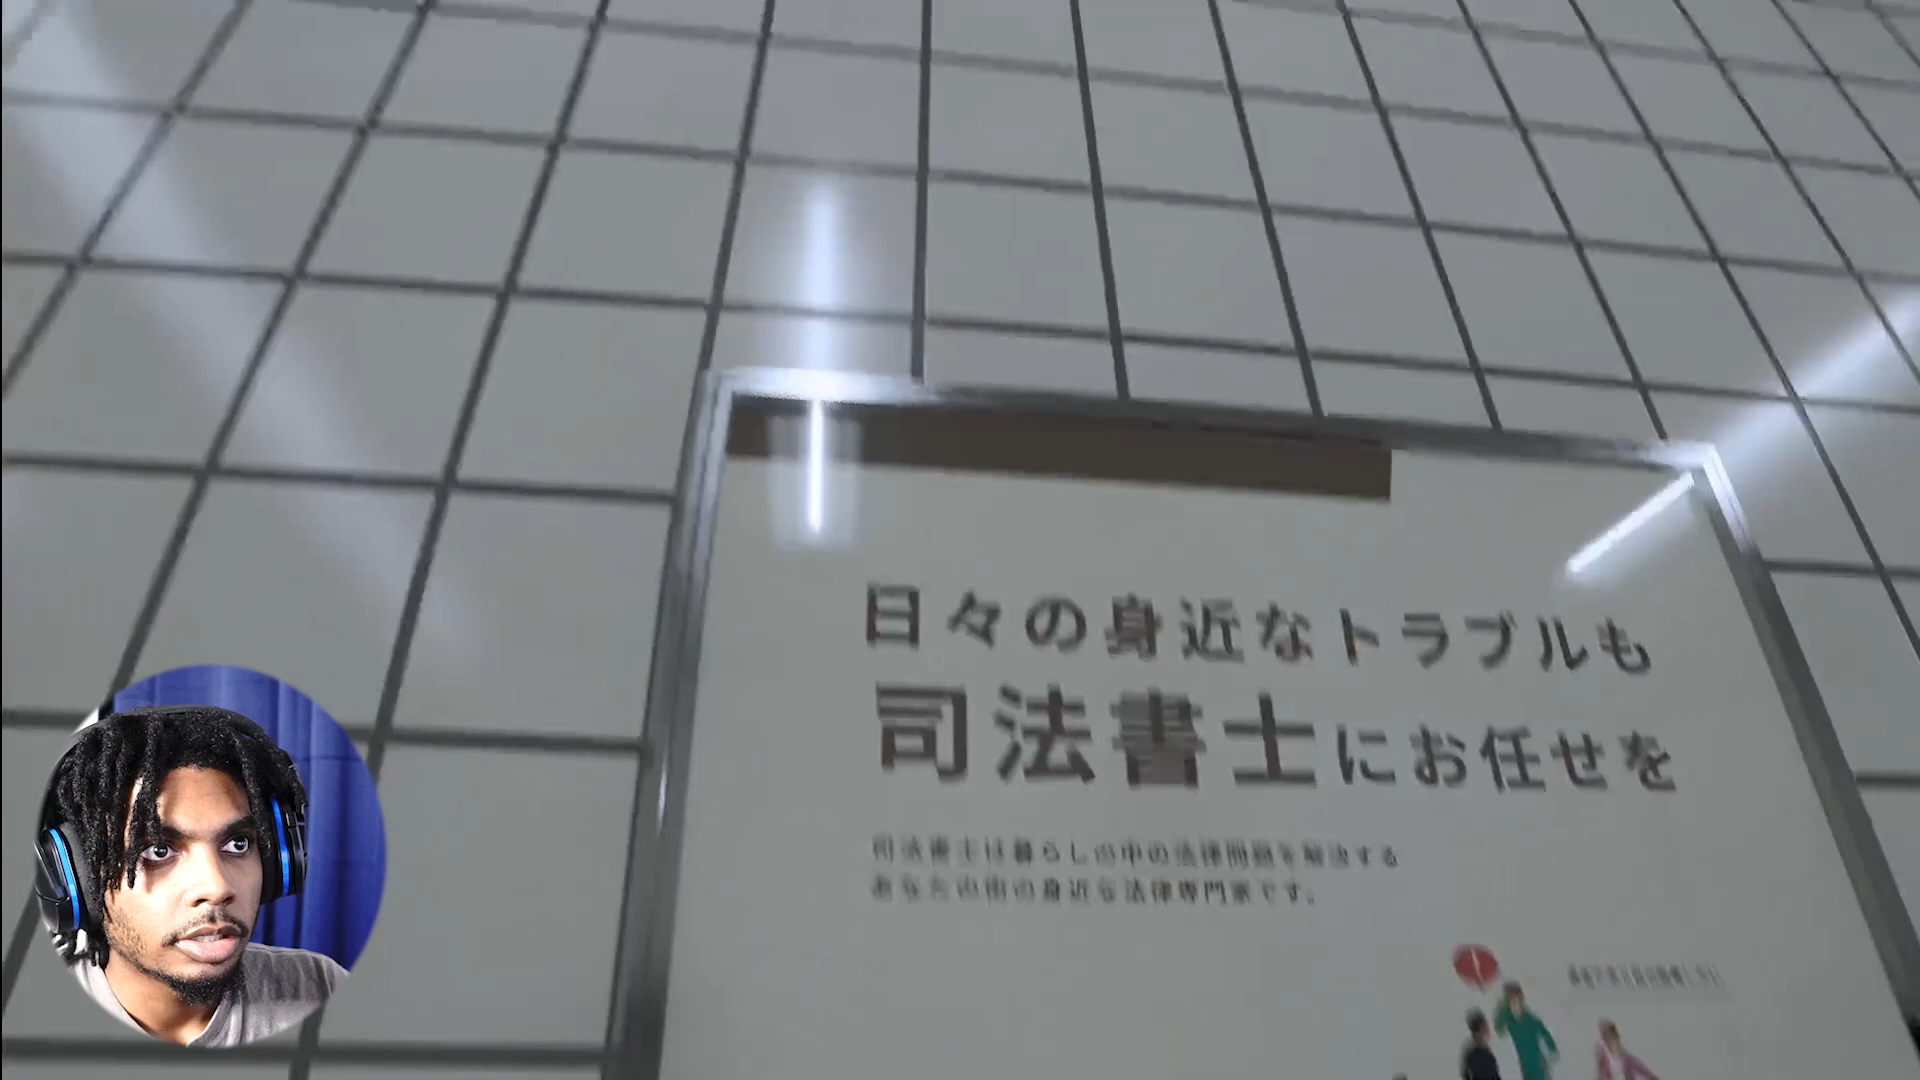 日々の身近なトラブルも
司法書士にお任せを
司法書士は暮らしの中の法律問題を解決する
あなたの街の身近な法律専門家です。